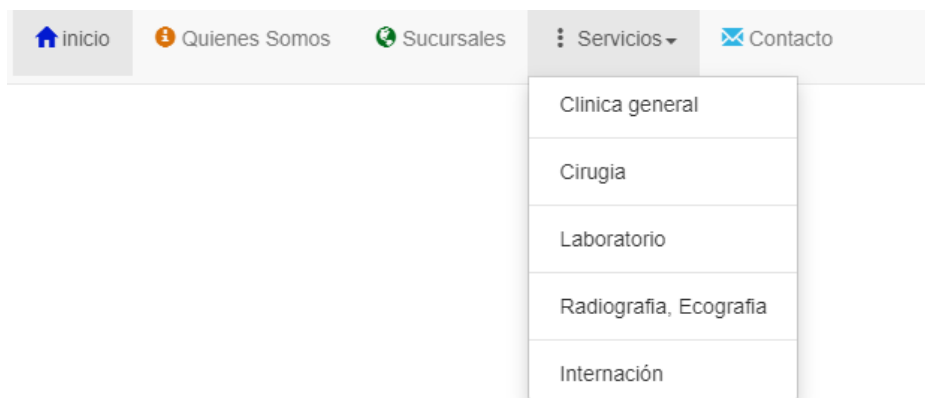 inicio Quienes Somos Sucursales Servicios Contacto
Clinica general
Cirugia
Laboratorio
Radiografia, Ecografia
Internación